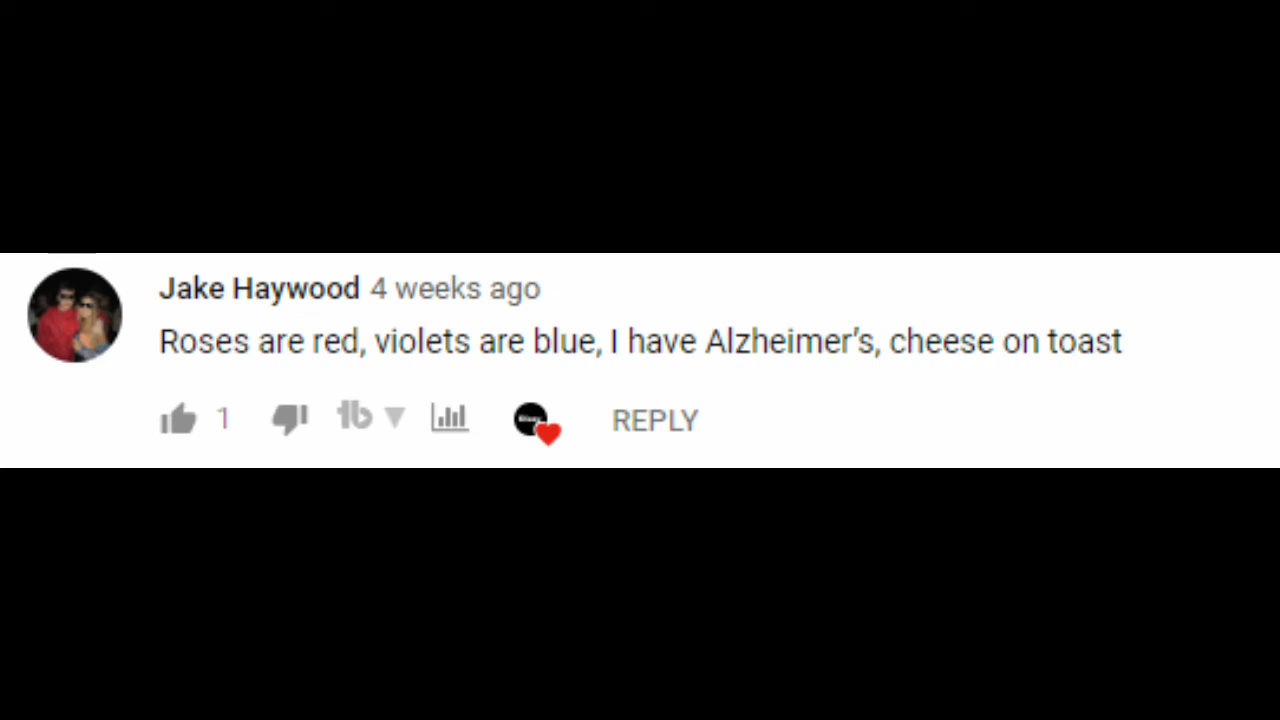 Jake Haywood 4 weeks ago
Roses are red, violets are blue, I have Alzheimer’s, cheese on toast
1
REPLY